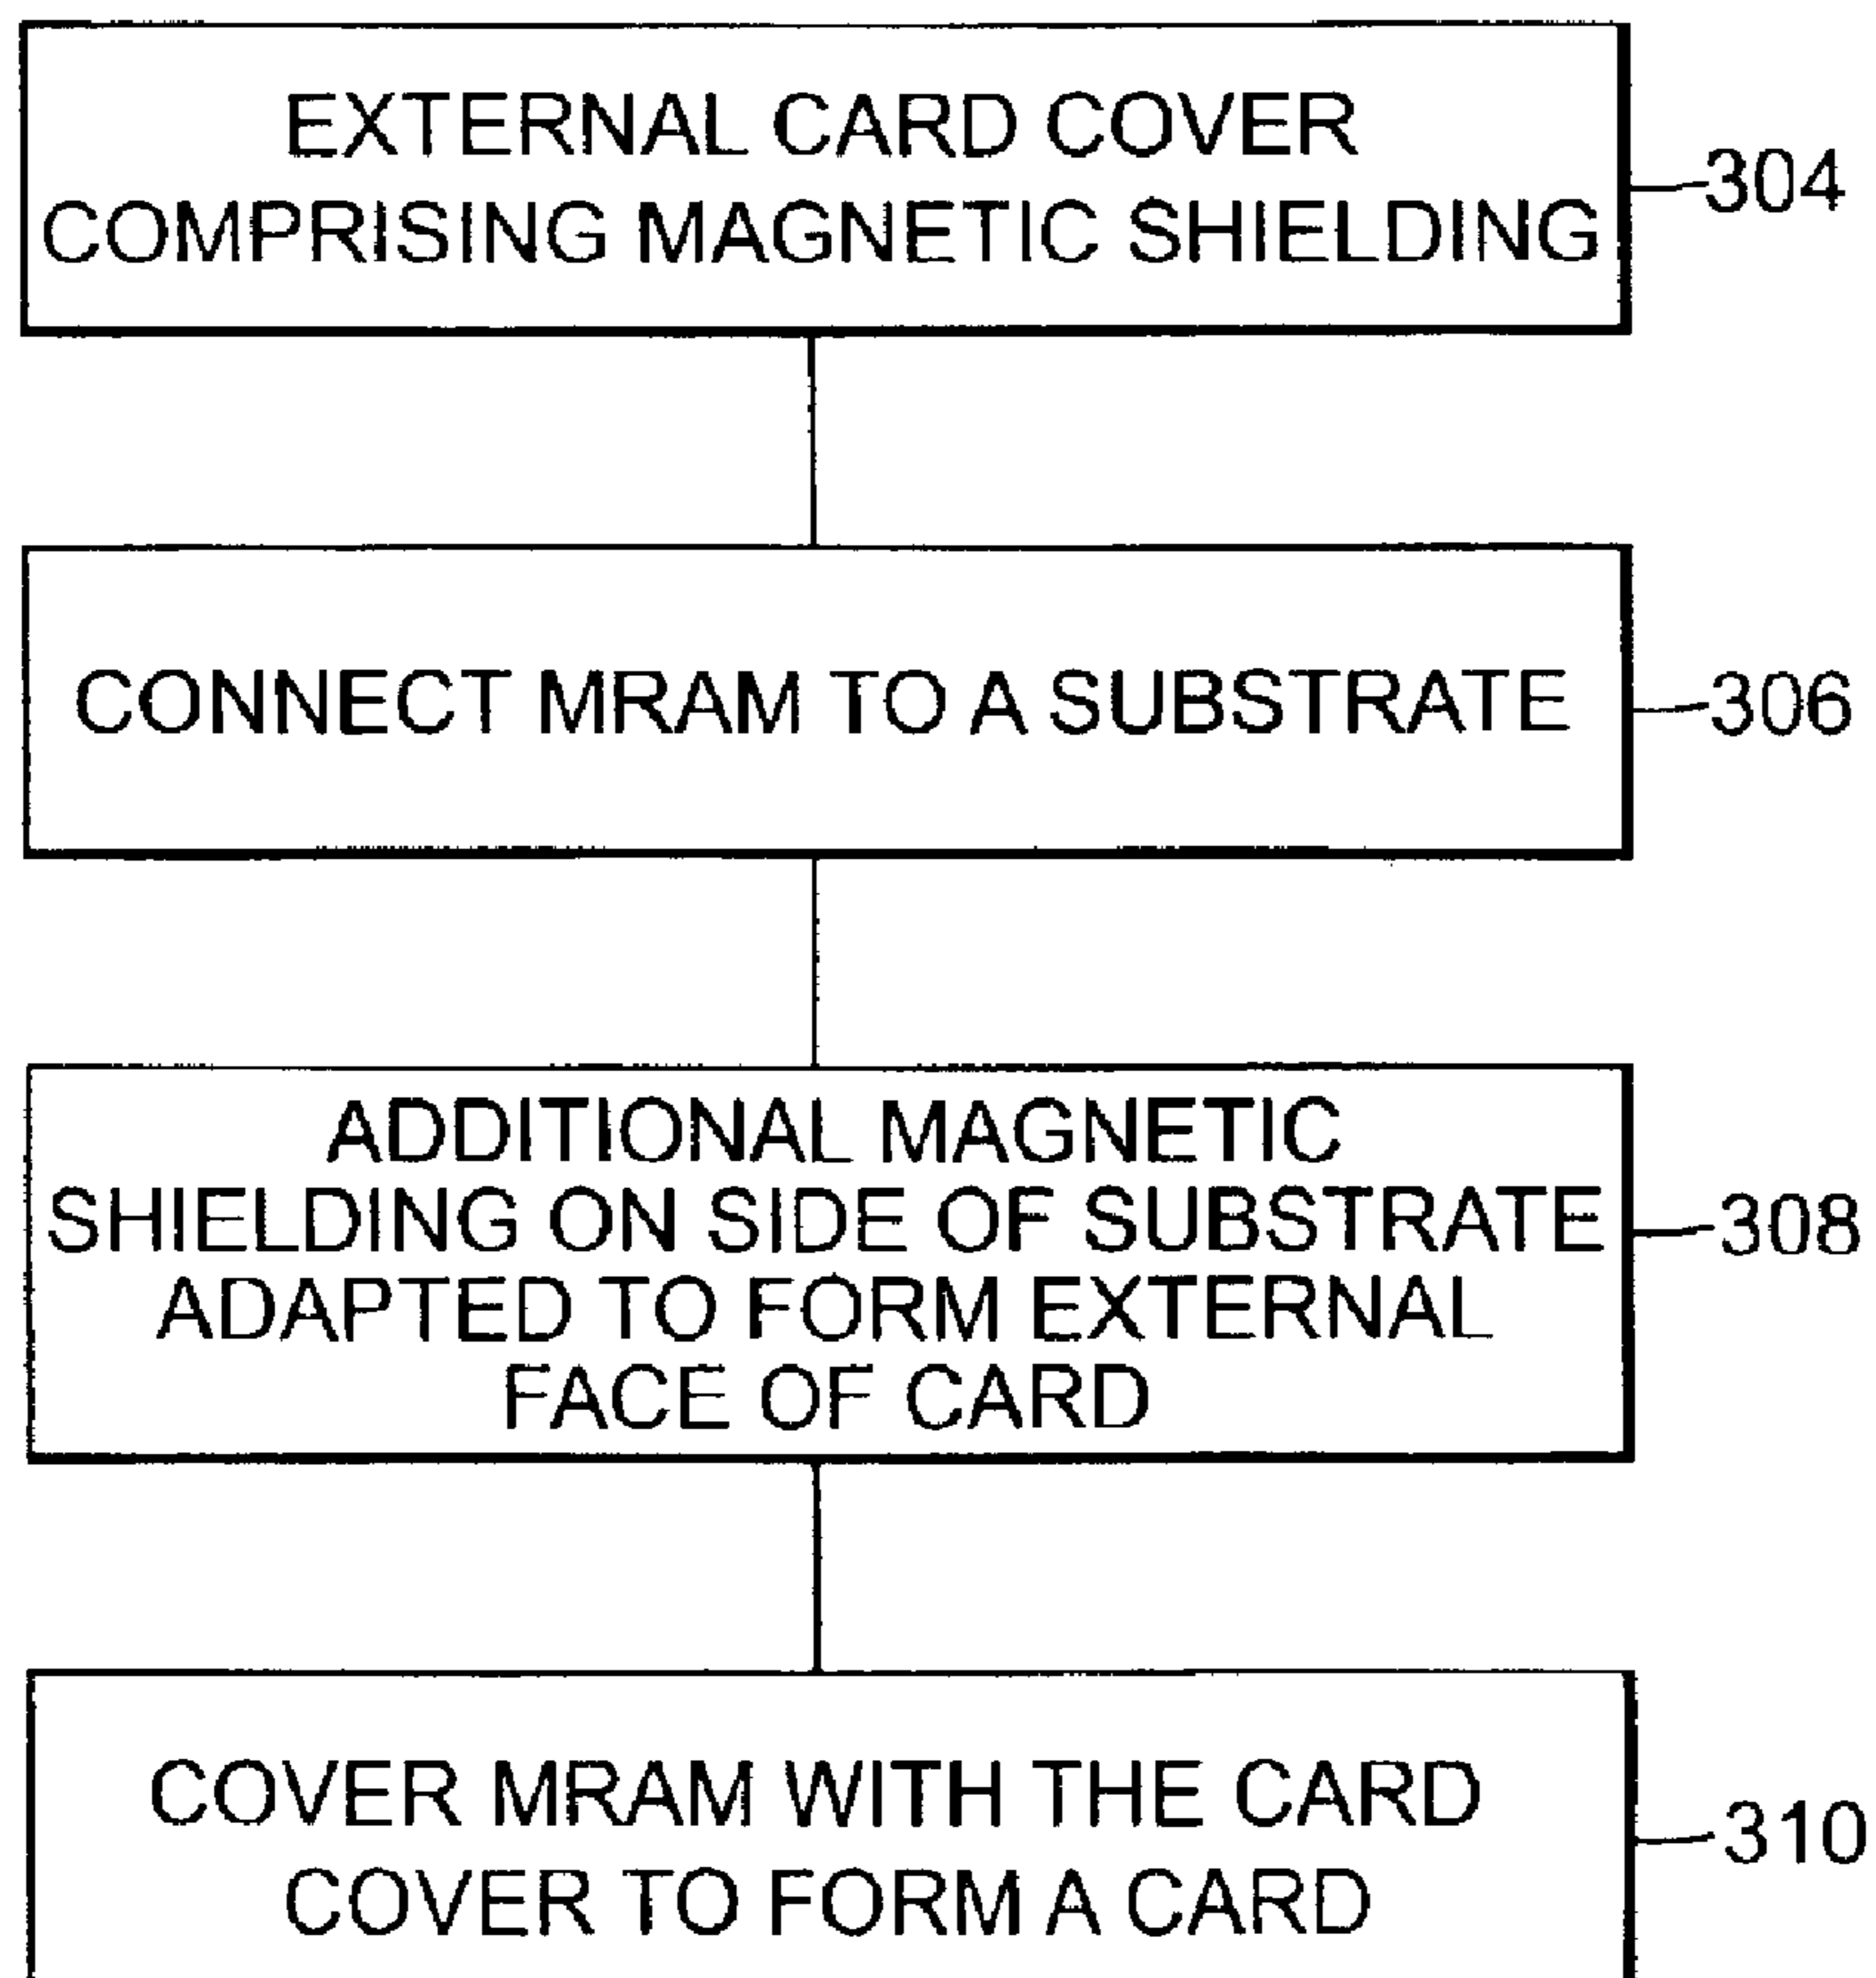 EXTERNAL CARD COVER
COMPRISING MAGNETIC SHIELDING
304
CONNECT MRAM TO A SUBSTRATE
306
ADDITIONAL MAGNETIC
SHIELDING ON SIDE OF SUBSTRATE
ADAPTED TO FORM EXTERNAL
FACE OF CARD
308
COVER MRAM WITH THE CARD
COVER TO FORM A CARD
310